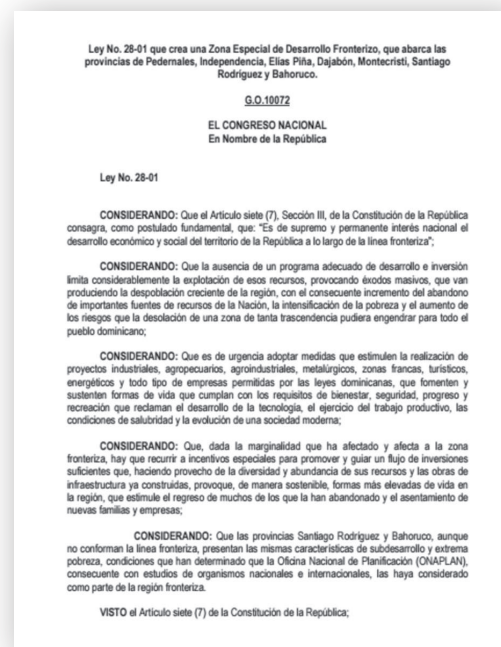 Ley No. 28-01 que crea una Zona Especial de Desarrollo Fronterizo, que abarca las
provincias de Pedernales, Independencia, Elías Piña, Dajabón, Montecristi, Santiago
Rodríguez y Bahoruco.
G.O.10072
EL CONGRESO NACIONAL
En Nombre de la República
Ley No. 28-01
CONSIDERANDO: Que el Artículo siete (7), Sección III, de la Constitución de la República
consagra, como postulado fundamental, que: "Es de supremo y permanente interés nacional el
desarrollo económico y social del territorio de la República a lo largo de la línea fronteriza";
CONSIDERANDO: Que la ausencia de un programa adecuado de desarrollo e inversión
limita considerablemente la explotación de esos recursos, provocando éxodos masivos, que van
produciendo la despoblación creciente de la región, con el consecuente incremento del abandono
de importantes fuentes de recursos de la Nación, la intensificación de la pobreza y el aumento de
los riesgos que la desolación de una zona de tanta trascendencia pudiera engendrar para todo el
pueblo dominicano;
CONSIDERANDO: Que es de urgencia adoptar medidas que estimulen la realización de
proyectos industriales, agropecuarios, agroindustriales, metalúrgicos, zonas francas, turísticos,
energéticos y todo tipo de empresas permitidas por las leyes dominicanas, que fomenten y
sustenten formas de vida que cumplan con los requisitos de bienestar, seguridad, progreso y
recreación que reclaman el desarrollo de la tecnología, el ejercicio del trabajo productivo, las
condiciones de salubridad y la evolución de una sociedad moderna;
CONSIDERANDO: Que, dada la marginalidad que ha afectado y afecta a la zona
fronteriza, hay que recurrir a incentivos especiales para promover y guiar un flujo de inversiones
suficientes que, haciendo provecho de la diversidad y abundancia de sus recursos y las obras de
infraestructura ya construidas, provoque, de manera sostenible, formas más elevadas de vida en
la región, que estimule el regreso de muchos de los que la han abandonado y el asentamiento de
nuevas familias y empresas;
CONSIDERANDO: Que las provincias Santiago Rodríguez y Bahoruco, aunque
no conforman la línea fronteriza, presentan las mismas características de subdesarrollo y extrema
pobreza, condiciones que han determinado que la Oficina Nacional de Planificación (ONAPLAN),
consecuente con estudios de organismos nacionales e internacionales, las haya considerado
como parte de la región fronteriza.
VISTO el Artículo siete (7) de la Constitución de la República;